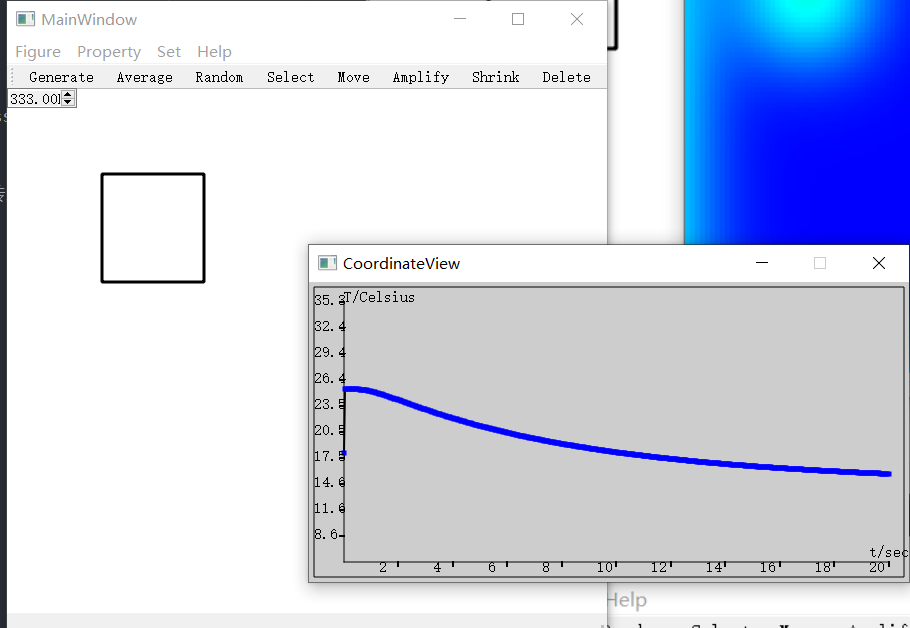 MainWindow
Figure Property Set Help
Generate Average Random Select Move Amplify Shrink Delete
333.00
CoordinateView
T/Celsius
35.3
32.4
29.4
26.4
23.5
20.5
17.5
14.6
11.6
8.6
t/sec
2 4 6 8 10 12 14 16 18 20
Help